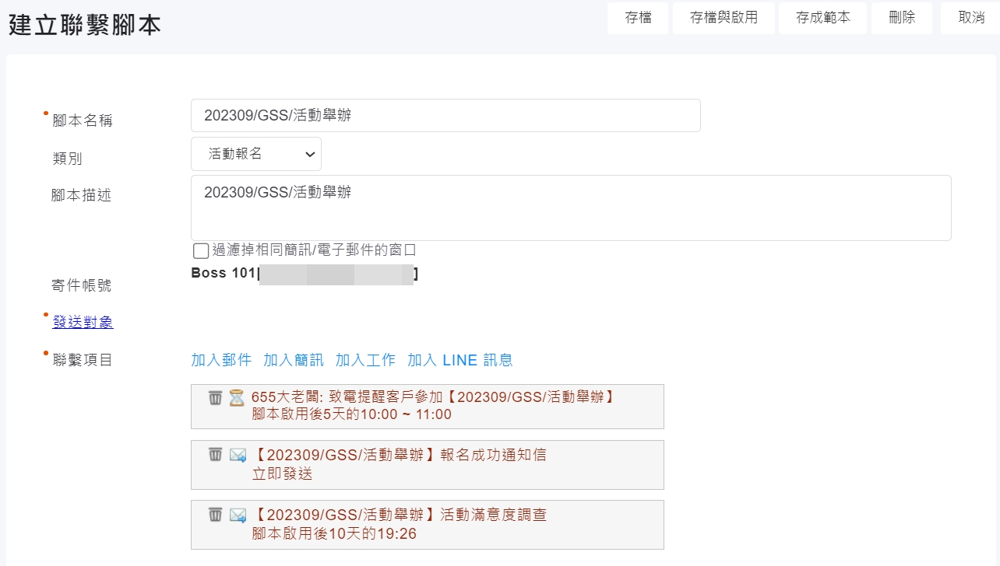 建立聯繫腳本
存檔 存檔與啟用 存成範本 刪除 取消
腳本名稱 202309/GSS/活動舉辦
類別 活動報名
腳本描述 202309/GSS/活動舉辦
過濾掉相同簡訊/電子郵件的窗口
寄件帳號 Boss 101[ ]
發送對象
聯繫項目 加入郵件 加入簡訊 加入工作 加入 LINE 訊息
655大老闆: 致電提醒客戶參加【202309/GSS/活動舉辦】
腳本啟用後5天的10:00 ~ 11:00
【202309/GSS/活動舉辦】報名成功通知信
立即發送
【202309/GSS/活動舉辦】活動滿意度調查
腳本啟用後10天的19:26